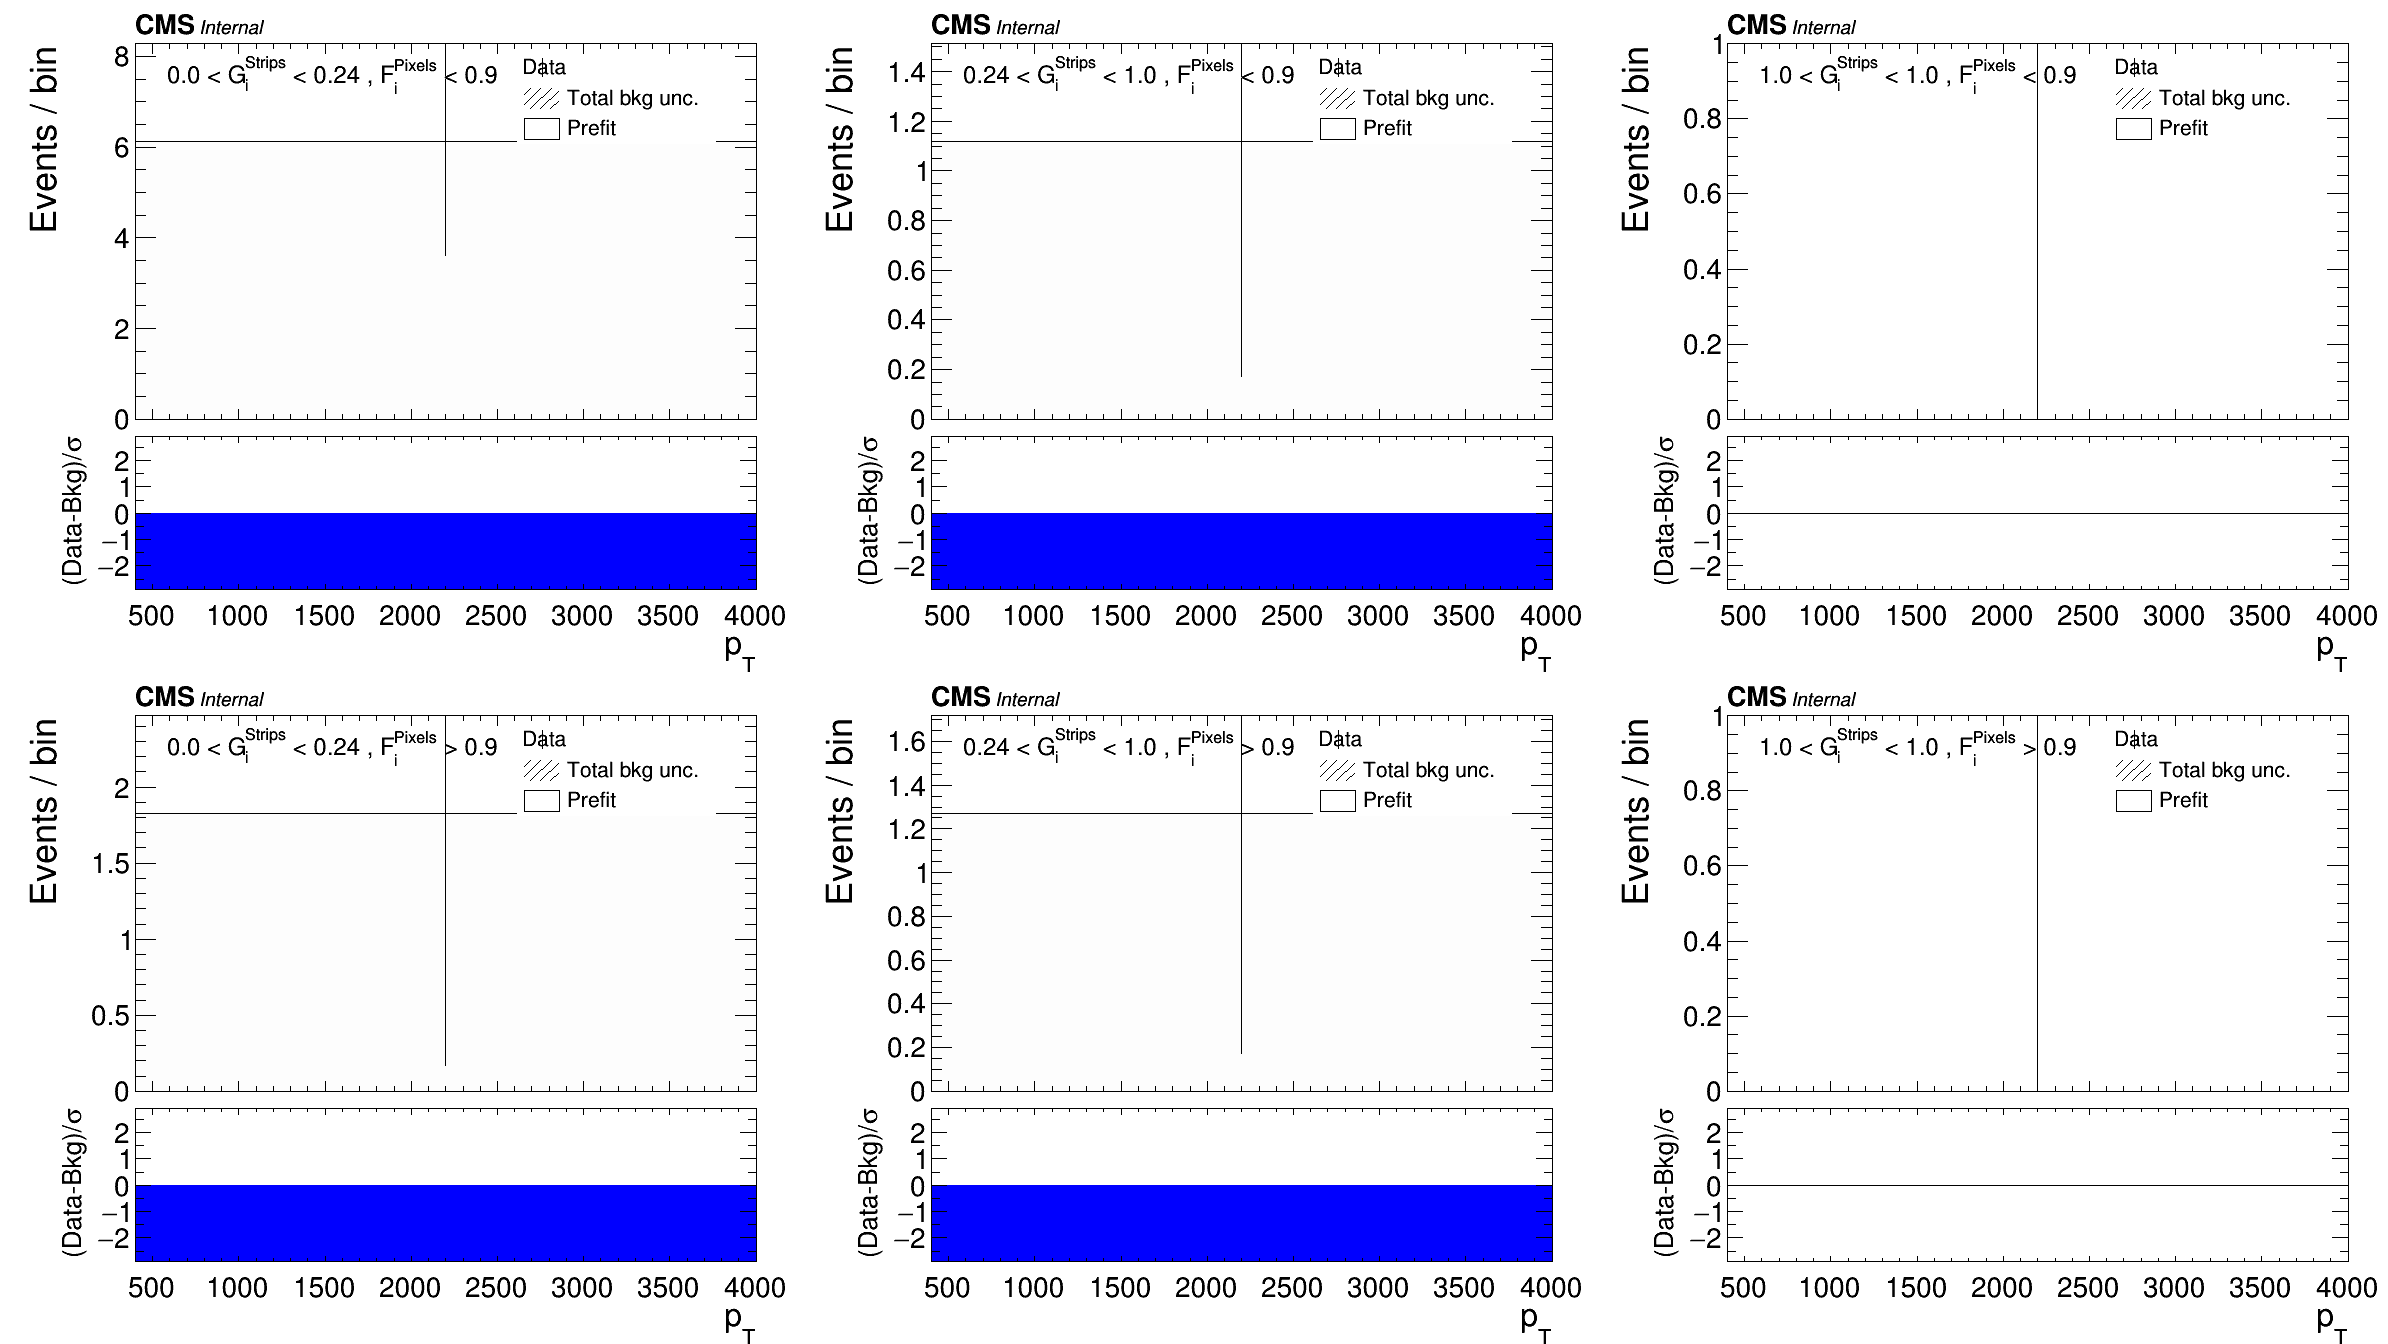 CMS Internal
Events / bin
8
6
4
2
0
0.0 < G_i^Strips < 0.24 , F_i^Pixels < 0.9
Data
Total bkg unc.
Prefit
(Data-Bkg)/σ
2
1
0
−1
−2
500 1000 1500 2000 2500 3000 3500 4000
p_T
CMS Internal
Events / bin
1.4
1.2
1
0.8
0.6
0.4
0.2
0
0.24 < G_i^Strips < 1.0 , F_i^Pixels < 0.9
Data
Total bkg unc.
Prefit
(Data-Bkg)/σ
2
1
0
−1
−2
500 1000 1500 2000 2500 3000 3500 4000
p_T
CMS Internal
Events / bin
1
0.8
0.6
0.4
0.2
0
1.0 < G_i^Strips < 1.0 , F_i^Pixels < 0.9
Data
Total bkg unc.
Prefit
(Data-Bkg)/σ
2
1
0
−1
−2
500 1000 1500 2000 2500 3000 3500 4000
p_T
CMS Internal
Events / bin
2
1.5
1
0.5
0
0.0 < G_i^Strips < 0.24 , F_i^Pixels > 0.9
Data
Total bkg unc.
Prefit
(Data-Bkg)/σ
2
1
0
−1
−2
500 1000 1500 2000 2500 3000 3500 4000
p_T
CMS Internal
Events / bin
1.6
1.4
1.2
1
0.8
0.6
0.4
0.2
0
0.24 < G_i^Strips < 1.0 , F_i^Pixels > 0.9
Data
Total bkg unc.
Prefit
(Data-Bkg)/σ
2
1
0
−1
−2
500 1000 1500 2000 2500 3000 3500 4000
p_T
CMS Internal
Events / bin
1
0.8
0.6
0.4
0.2
0
1.0 < G_i^Strips < 1.0 , F_i^Pixels > 0.9
Data
Total bkg unc.
Prefit
(Data-Bkg)/σ
2
1
0
−1
−2
500 1000 1500 2000 2500 3000 3500 4000
p_T